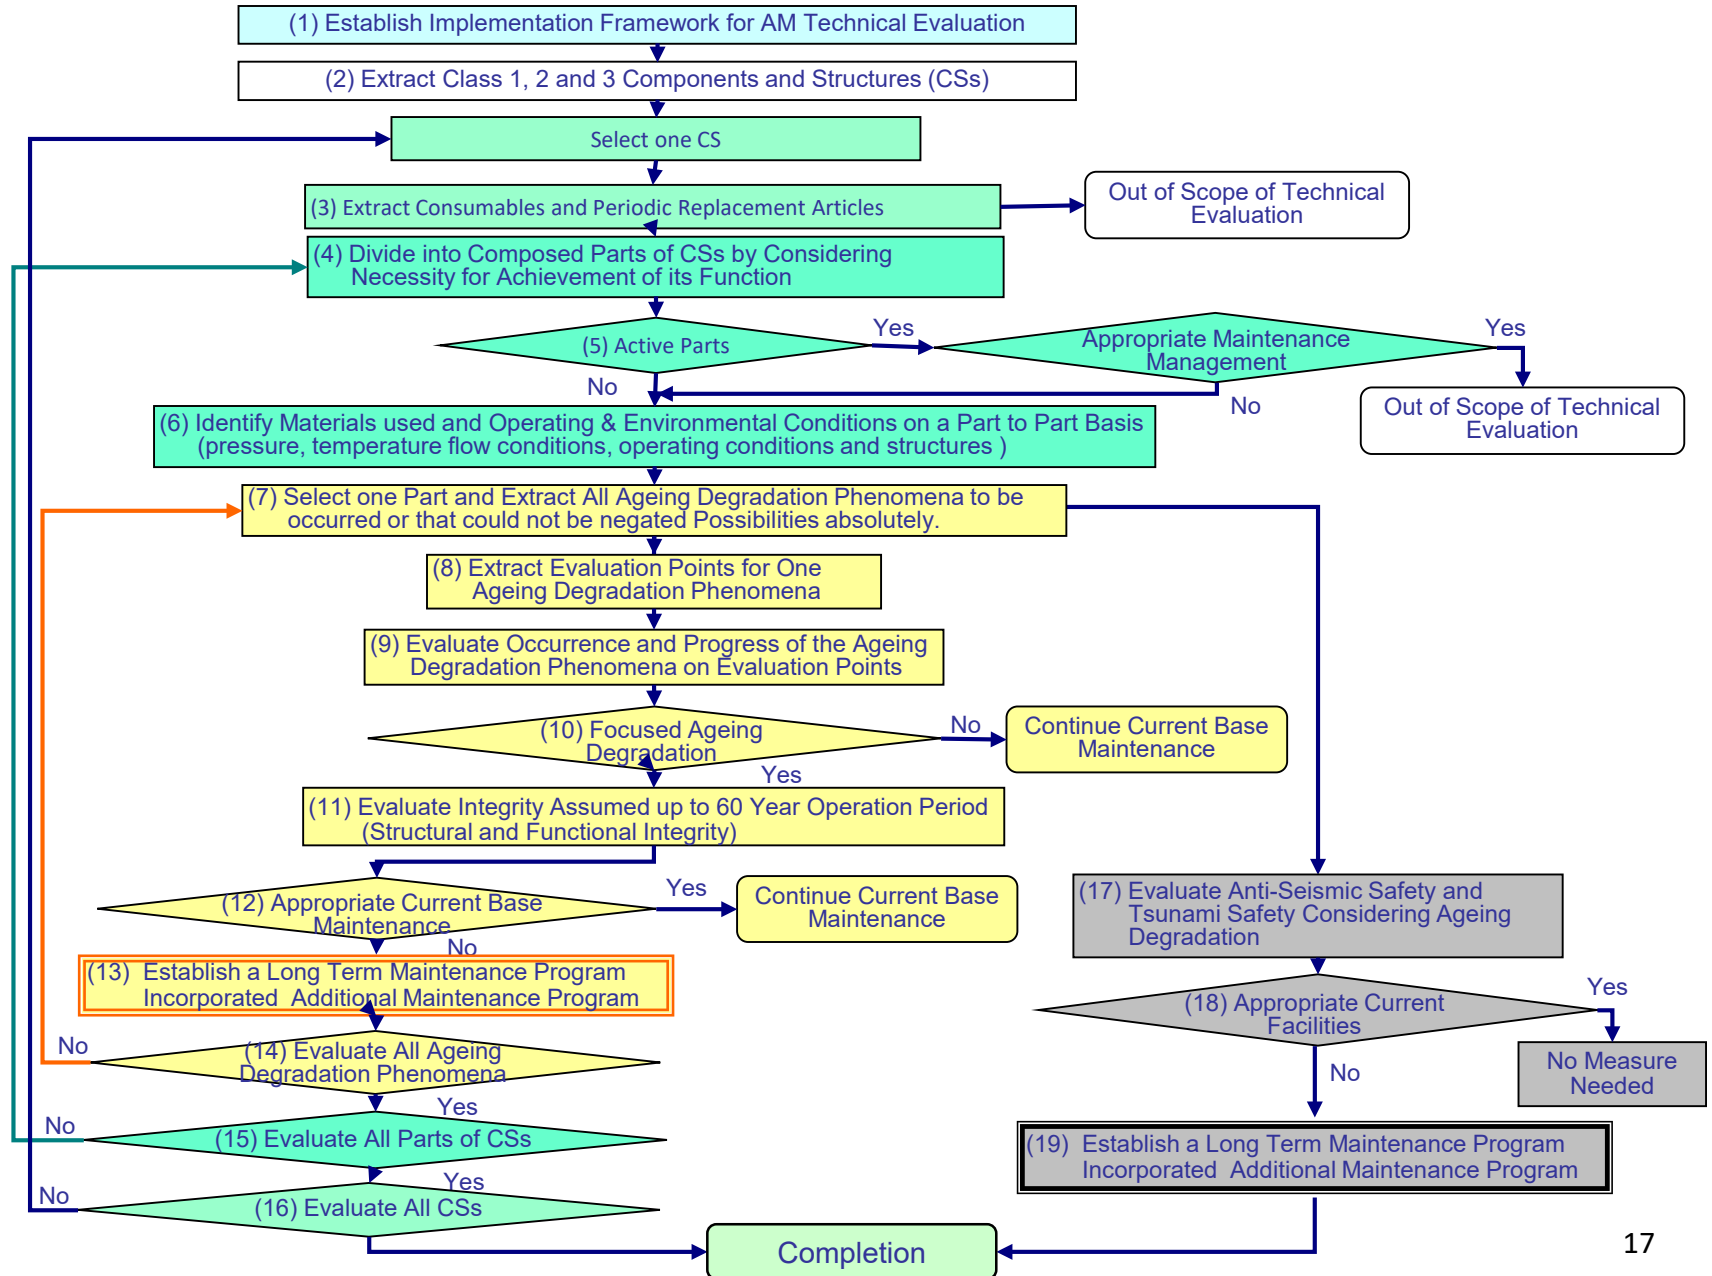 (1) Establish Implementation Framework for AM Technical Evaluation
(2) Extract Class 1, 2 and 3 Components and Structures (CSs)
Select one CS
(3) Extract Consumables and Periodic Replacement Articles
Out of Scope of Technical
Evaluation
(4) Divide into Composed Parts of CSs by Considering
Necessity for Achievement of its Function
(5) Active Parts
Yes
Appropriate Maintenance
Management
Yes
No
No
Out of Scope of Technical
Evaluation
(6) Identify Materials used and Operating & Environmental Conditions on a Part to Part Basis
(pressure, temperature flow conditions, operating conditions and structures )
(7) Select one Part and Extract All Ageing Degradation Phenomena to be
occurred or that could not be negated Possibilities absolutely.
(8) Extract Evaluation Points for One
Ageing Degradation Phenomena
(9) Evaluate Occurrence and Progress of the Ageing
Degradation Phenomena on Evaluation Points
(10) Focused Ageing
Degradation
No
Continue Current Base
Maintenance
Yes
(11) Evaluate Integrity Assumed up to 60 Year Operation Period
(Structural and Functional Integrity)
(12) Appropriate Current Base
Maintenance
Yes
Continue Current Base
Maintenance
No
(13) Establish a Long Term Maintenance Program
Incorporated Additional Maintenance Program
(14) Evaluate All Ageing
Degradation Phenomena
No
Yes
(15) Evaluate All Parts of CSs
No
Yes
(16) Evaluate All CSs
No
(17) Evaluate Anti-Seismic Safety and
Tsunami Safety Considering Ageing
Degradation
(18) Appropriate Current
Facilities
Yes
No Measure
Needed
No
(19) Establish a Long Term Maintenance Program
Incorporated Additional Maintenance Program
Completion
17